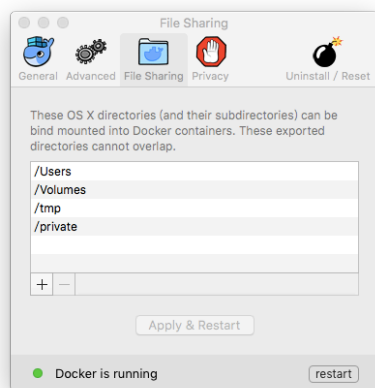 File Sharing
General Advanced File Sharing Privacy Uninstall / Reset
These OS X directories (and their subdirectories) can be
bind mounted into Docker containers. These exported
directories cannot overlap.
/Users
/Volumes
/tmp
/private
+ −
Apply & Restart
Docker is running restart